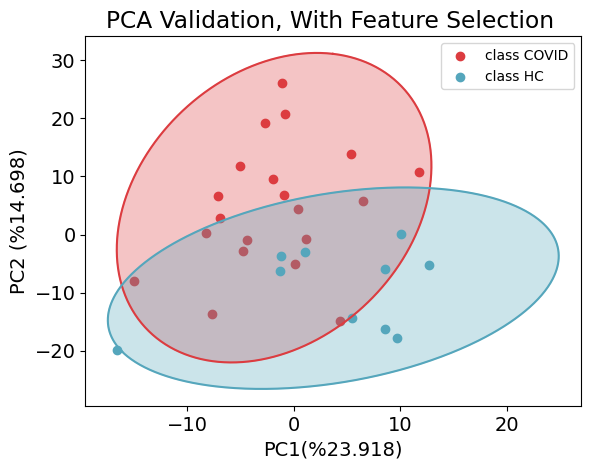 PCA Validation, With Feature Selection
class COVID
class HC
30
20
10
0
−10
−20
PC2 (%14.698)
−10
0
10
20
PC1(%23.918)